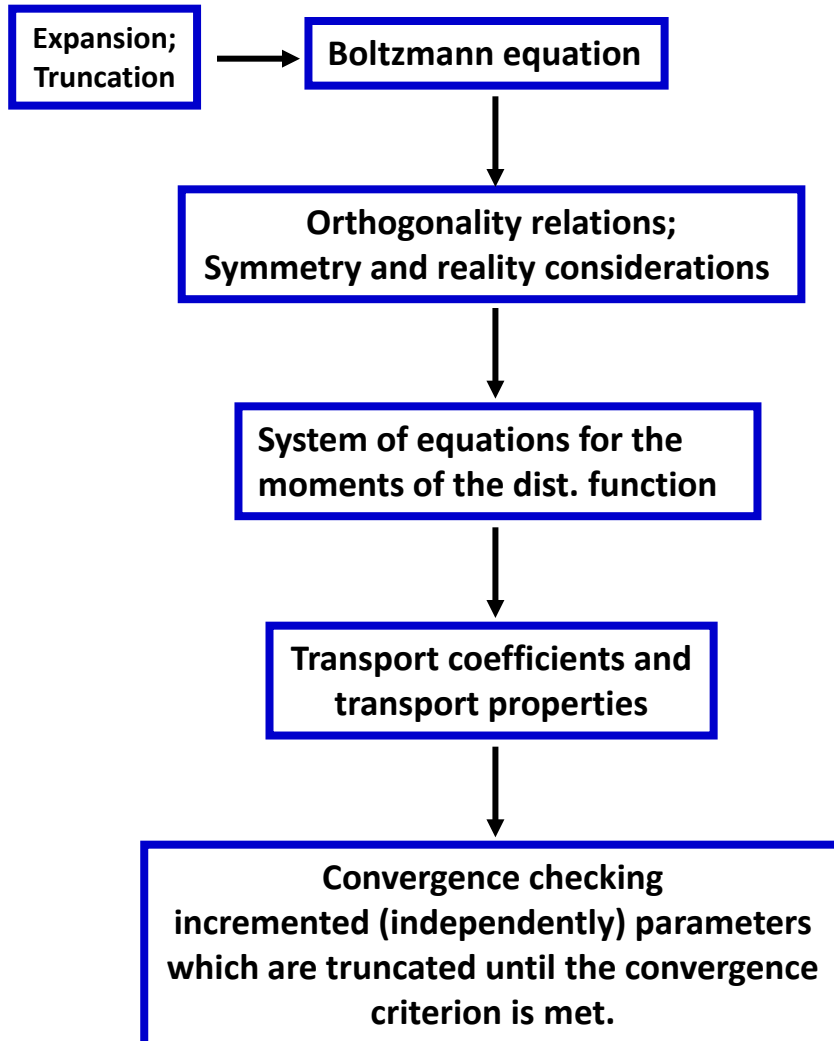 Expansion;
Truncation
Boltzmann equation
Orthogonality relations;
Symmetry and reality considerations
System of equations for the
moments of the dist. function
Transport coefficients and
transport properties
Convergence checking
incremented (independently) parameters
which are truncated until the convergence
criterion is met.